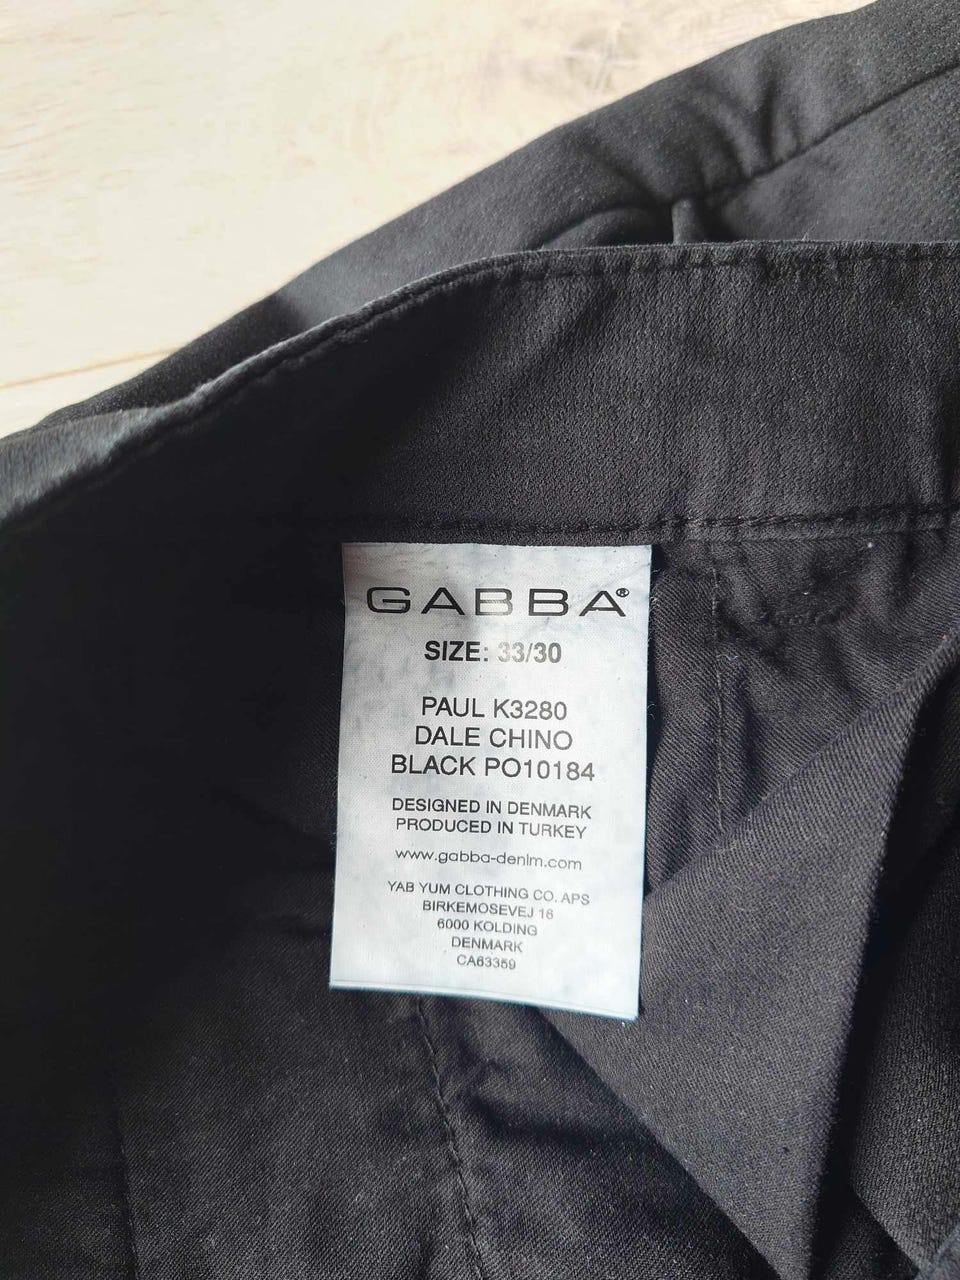 GABBA®
SIZE: 33/30
PAUL K3280
DALE CHINO
BLACK PO10184
DESIGNED IN DENMARK
PRODUCED IN TURKEY
www.gabba-denim.com
YAB YUM CLOTHING CO. APS
BIRKEMOSEVEJ 16
6000 KOLDING
DENMARK
CA63359